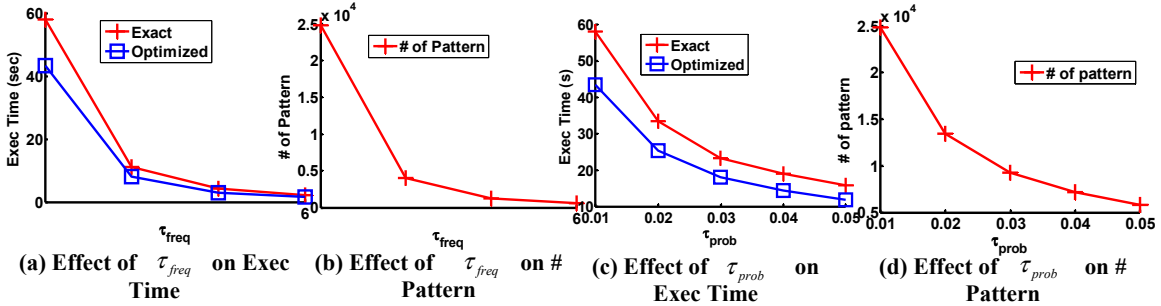 60
40
20
0
Exec Time (sec)
Exact
Optimized
6
τfreq
(a) Effect of τfreq on Exec
Time
x 10^4
2.5
2
1.5
1
0.5
0
# of Pattern
# of Pattern
6
τfreq
(b) Effect of τfreq on #
Pattern
60
50
40
30
20
10
Exec Time (s)
Exact
Optimized
0.01 0.02 0.03 0.04 0.05
τprob
(c) Effect of τprob on
Exec Time
x 10^4
2.5
2
1.5
1
0.5
# of pattern
# of pattern
0.01 0.02 0.03 0.04 0.05
τprob
(d) Effect of τprob on #
Pattern